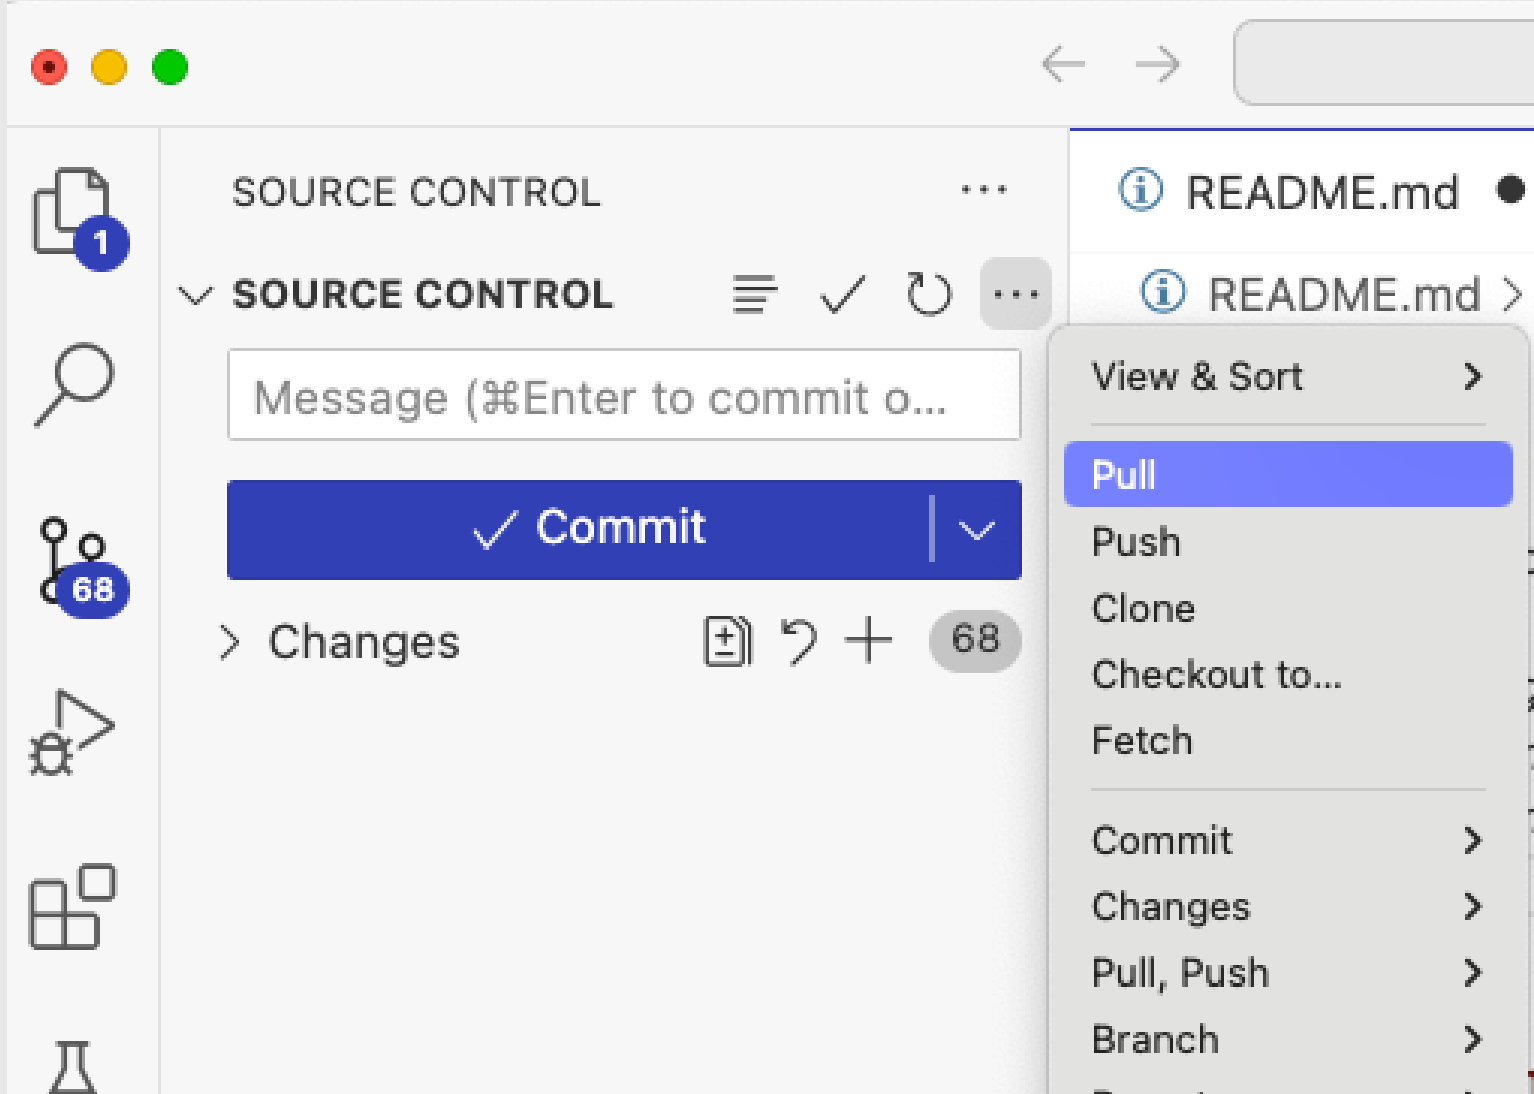 SOURCE CONTROL
README.md
1
SOURCE CONTROL
README.md
Message (⌘Enter to commit o...
View & Sort
Pull
Commit
Push
68
Clone
Changes
68
Checkout to...
Fetch
Commit
Changes
Pull, Push
Branch